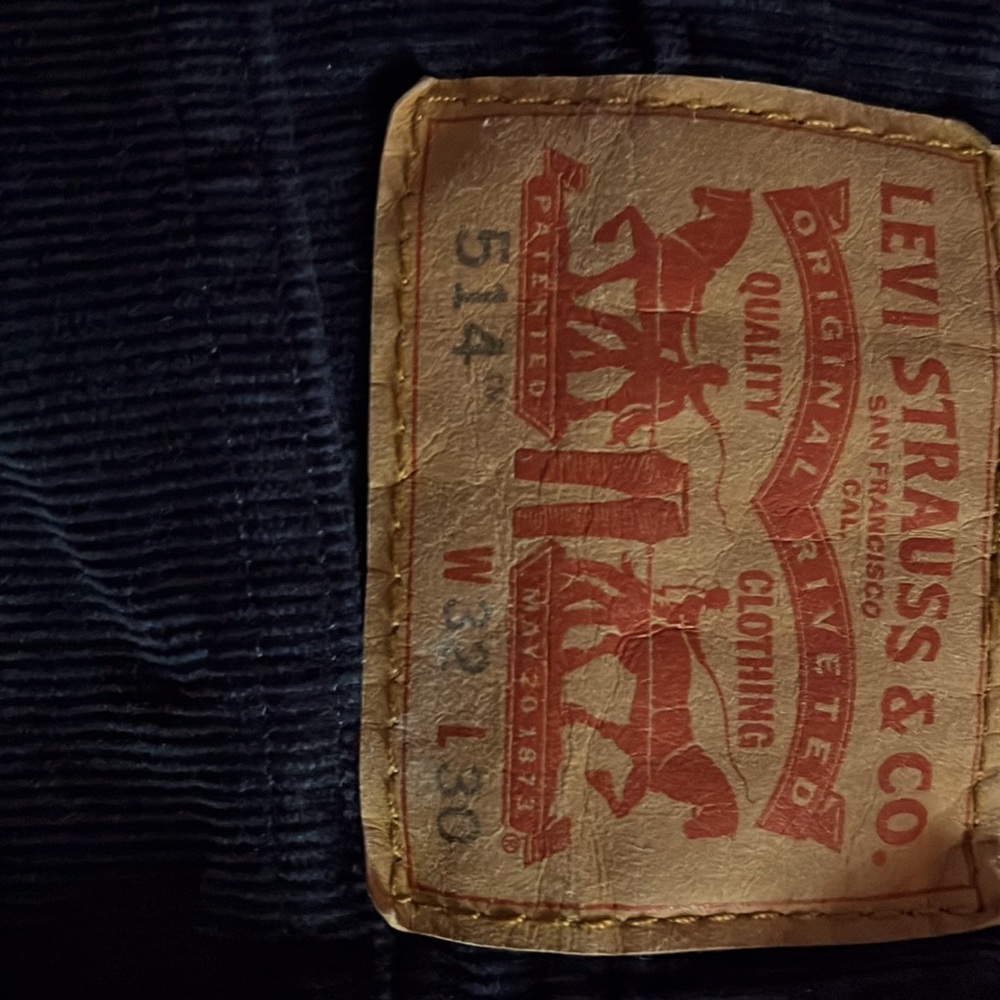 LEVI STRAUSS & CO.
SAN FRANCISCO
CAL.
ORIGINAL RIVETED
QUALITY CLOTHING
PATENTED MAY 20 1873 ®
514™ W 32 L 30